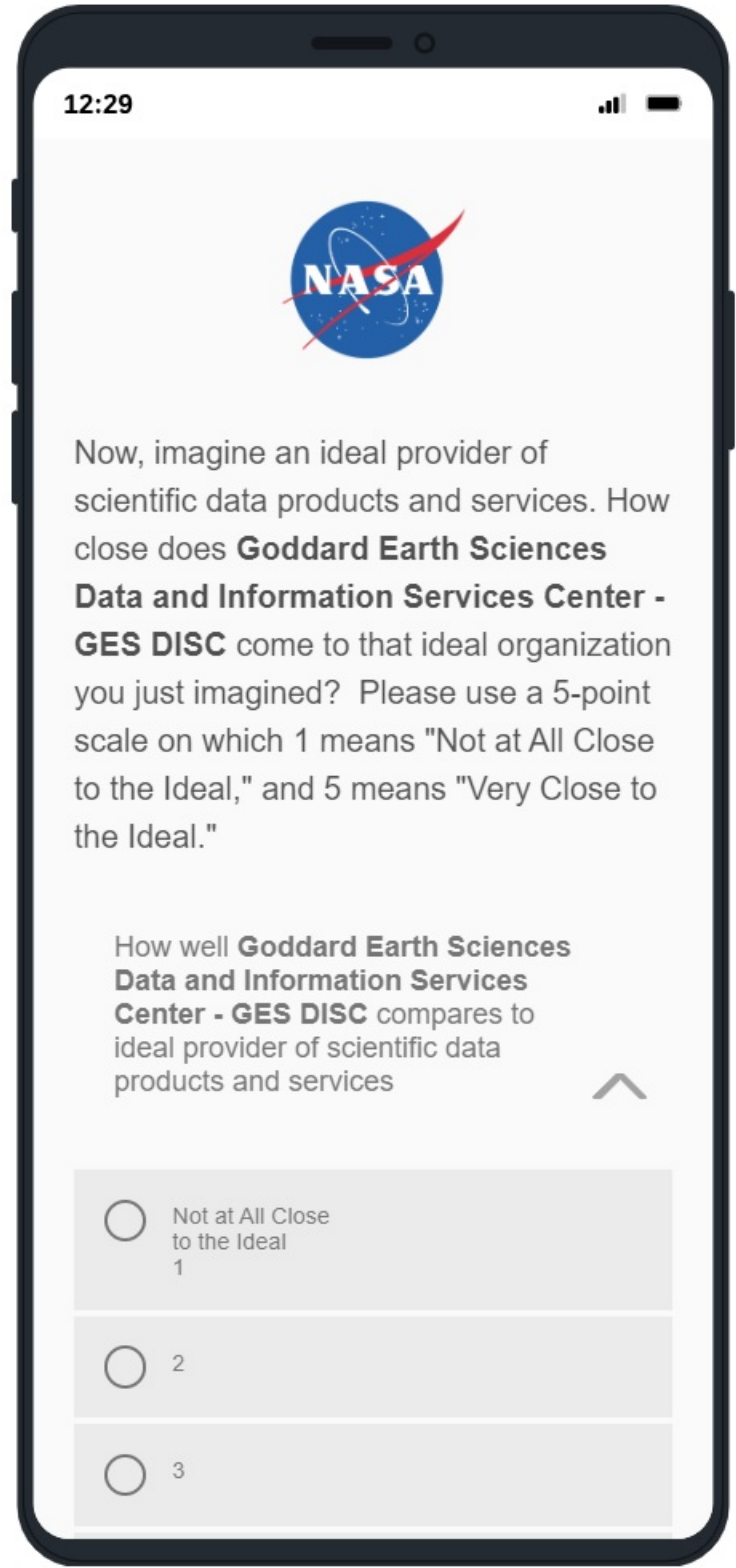 12:29
NASA
Now, imagine an ideal provider of
scientific data products and services. How
close does Goddard Earth Sciences
Data and Information Services Center -
GES DISC come to that ideal organization
you just imagined?  Please use a 5-point
scale on which 1 means "Not at All Close
to the Ideal," and 5 means "Very Close to
the Ideal."
How well Goddard Earth Sciences
Data and Information Services
Center - GES DISC compares to
ideal provider of scientific data
products and services
Not at All Close
to the Ideal
1
2
3